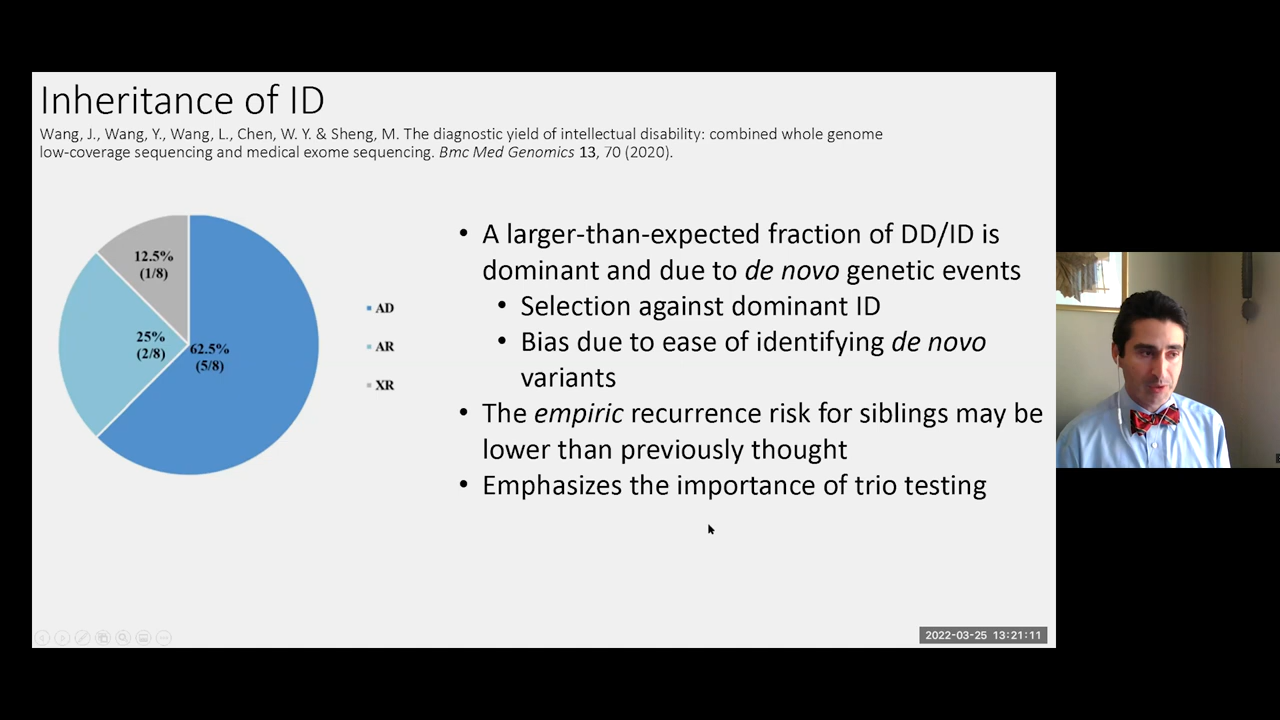 Inheritance of ID
Wang, J., Wang, Y., Wang, L., Chen, W. Y. & Sheng, M. The diagnostic yield of intellectual disability: combined whole genome
low-coverage sequencing and medical exome sequencing. Bmc Med Genomics 13, 70 (2020).
12.5%
(1/8)
25%
(2/8)
62.5%
(5/8)
AD
AR
XR
• A larger-than-expected fraction of DD/ID is
dominant and due to de novo genetic events
• Selection against dominant ID
• Bias due to ease of identifying de novo
variants
• The empiric recurrence risk for siblings may be
lower than previously thought
• Emphasizes the importance of trio testing
2022-03-25 13:21:11